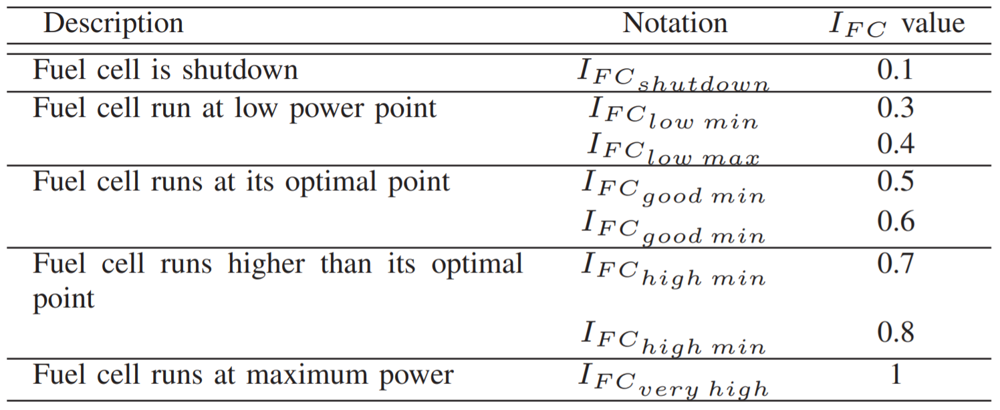 Description Notation I_{FC} value
Fuel cell is shutdown I_{FC_{shutdown}} 0.1
Fuel cell run at low power point I_{FC_{low min}} 0.3
I_{FC_{low max}} 0.4
Fuel cell runs at its optimal point I_{FC_{good min}} 0.5
I_{FC_{good min}} 0.6
Fuel cell runs higher than its optimal I_{FC_{high min}} 0.7
point
I_{FC_{high min}} 0.8
Fuel cell runs at maximum power I_{FC_{very high}} 1